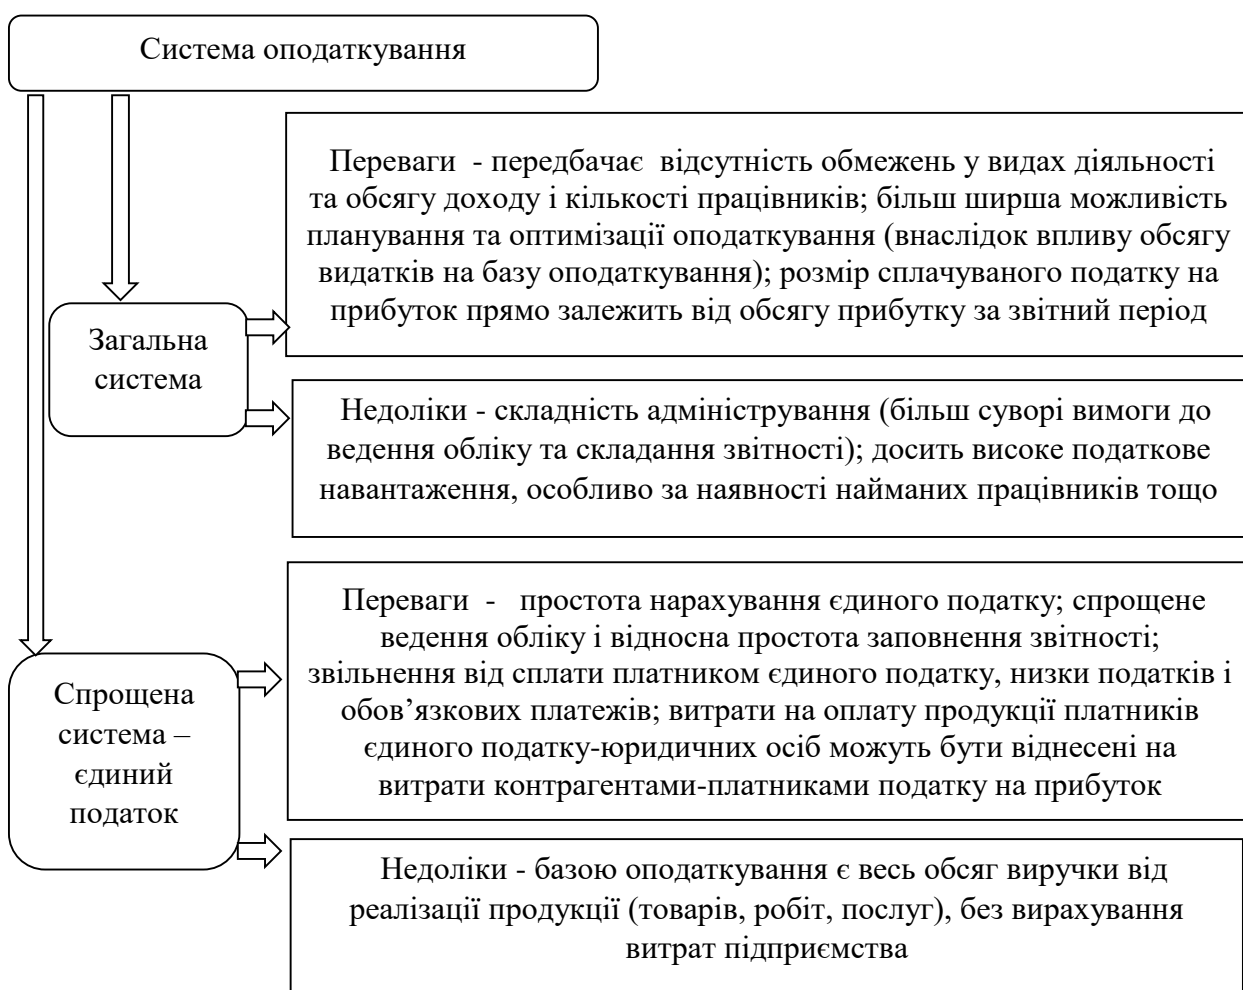 Система оподаткування
Переваги - передбачає відсутність обмежень у видах діяльності
та обсягу доходу і кількості працівників; більш ширша можливість
планування та оптимізації оподаткування (внаслідок впливу обсягу
видатків на базу оподаткування); розмір сплачуваного податку на
прибуток прямо залежить від обсягу прибутку за звітний період
Загальна
система
Недоліки - складність адміністрування (більш суворі вимоги до
ведення обліку та складання звітності); досить високе податкове
навантаження, особливо за наявності найманих працівників тощо
Переваги - простота нарахування єдиного податку; спрощене
ведення обліку і відносна простота заповнення звітності;
звільнення від сплати платником єдиного податку, низки податків і
обов’язкових платежів; витрати на оплату продукції платників
єдиного податку-юридичних осіб можуть бути віднесені на
витрати контрагентами-платниками податку на прибуток
Спрощена
система –
єдиний
податок
Недоліки - базою оподаткування є весь обсяг виручки від
реалізації продукції (товарів, робіт, послуг), без вирахування
витрат підприємства